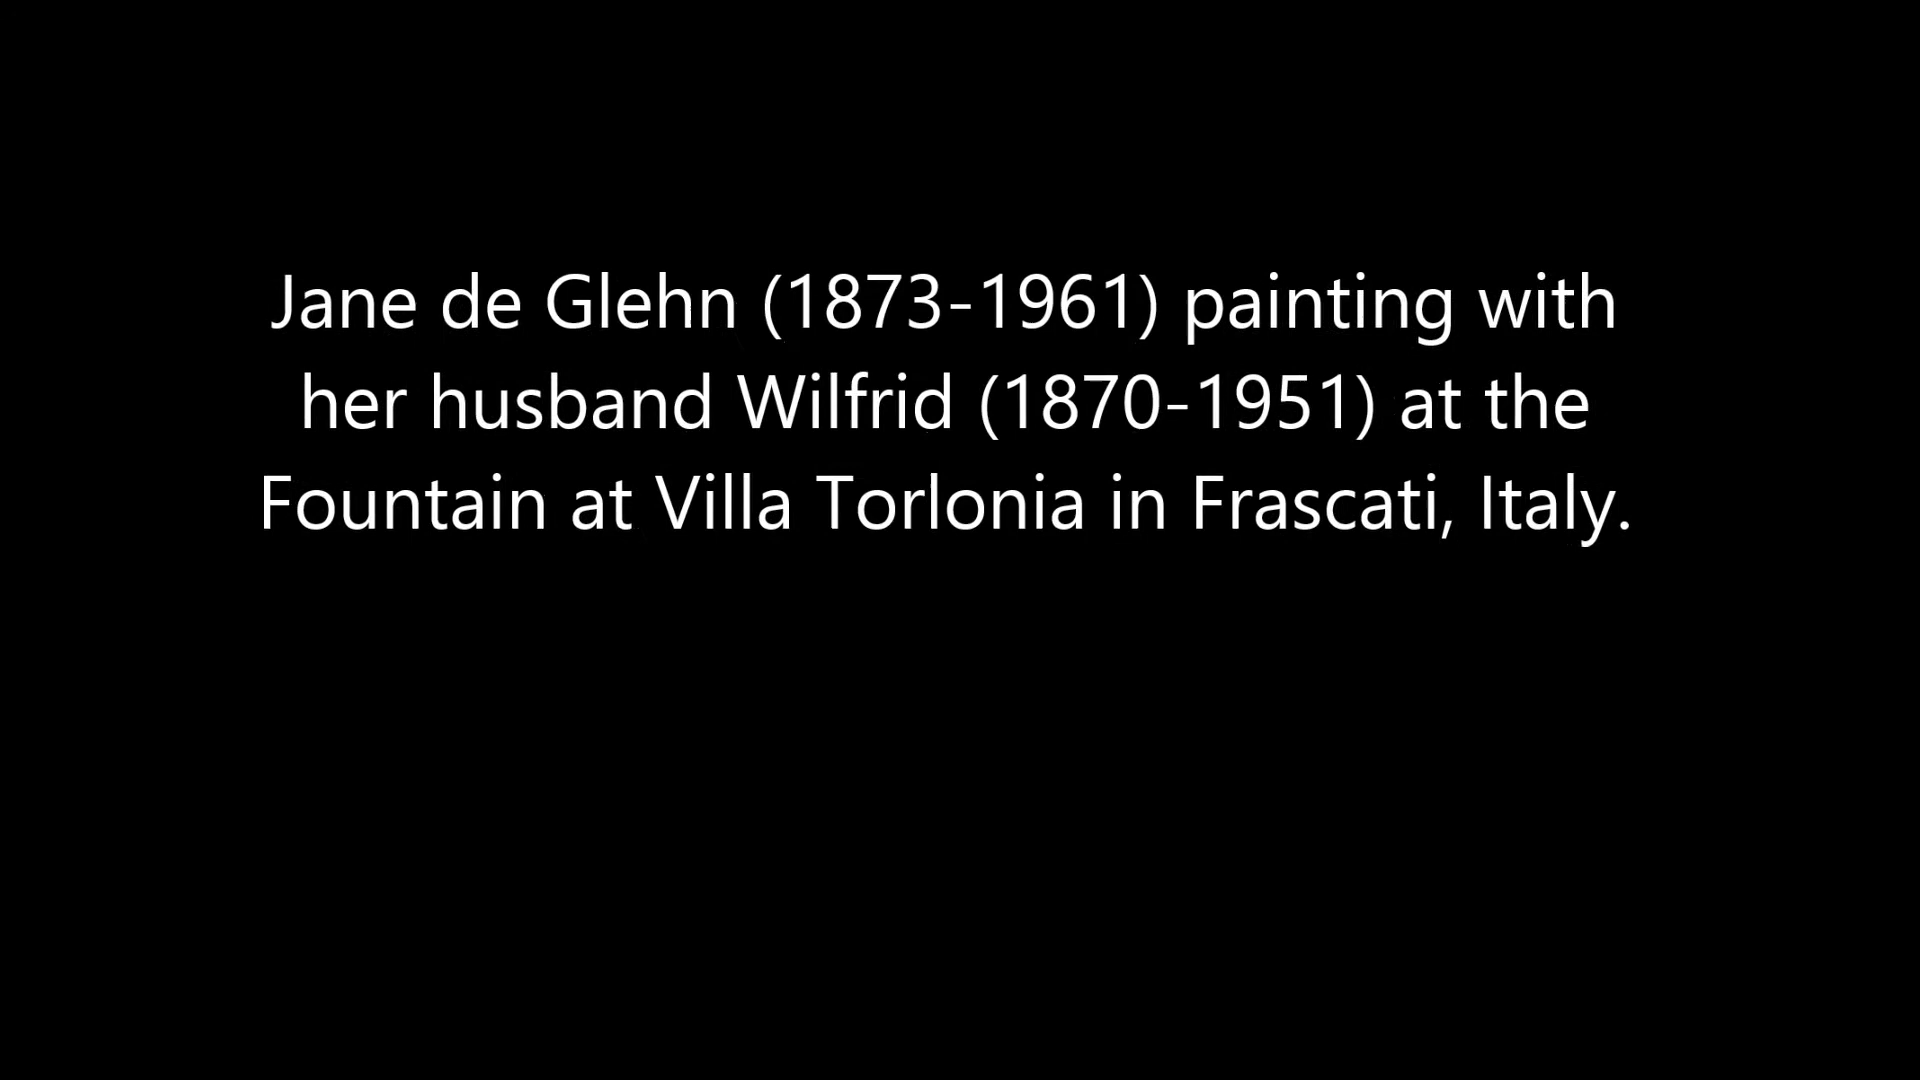 Jane de Glehn (1873-1961) painting with
her husband Wilfrid (1870-1951) at the
Fountain at Villa Torlonia in Frascati, Italy.